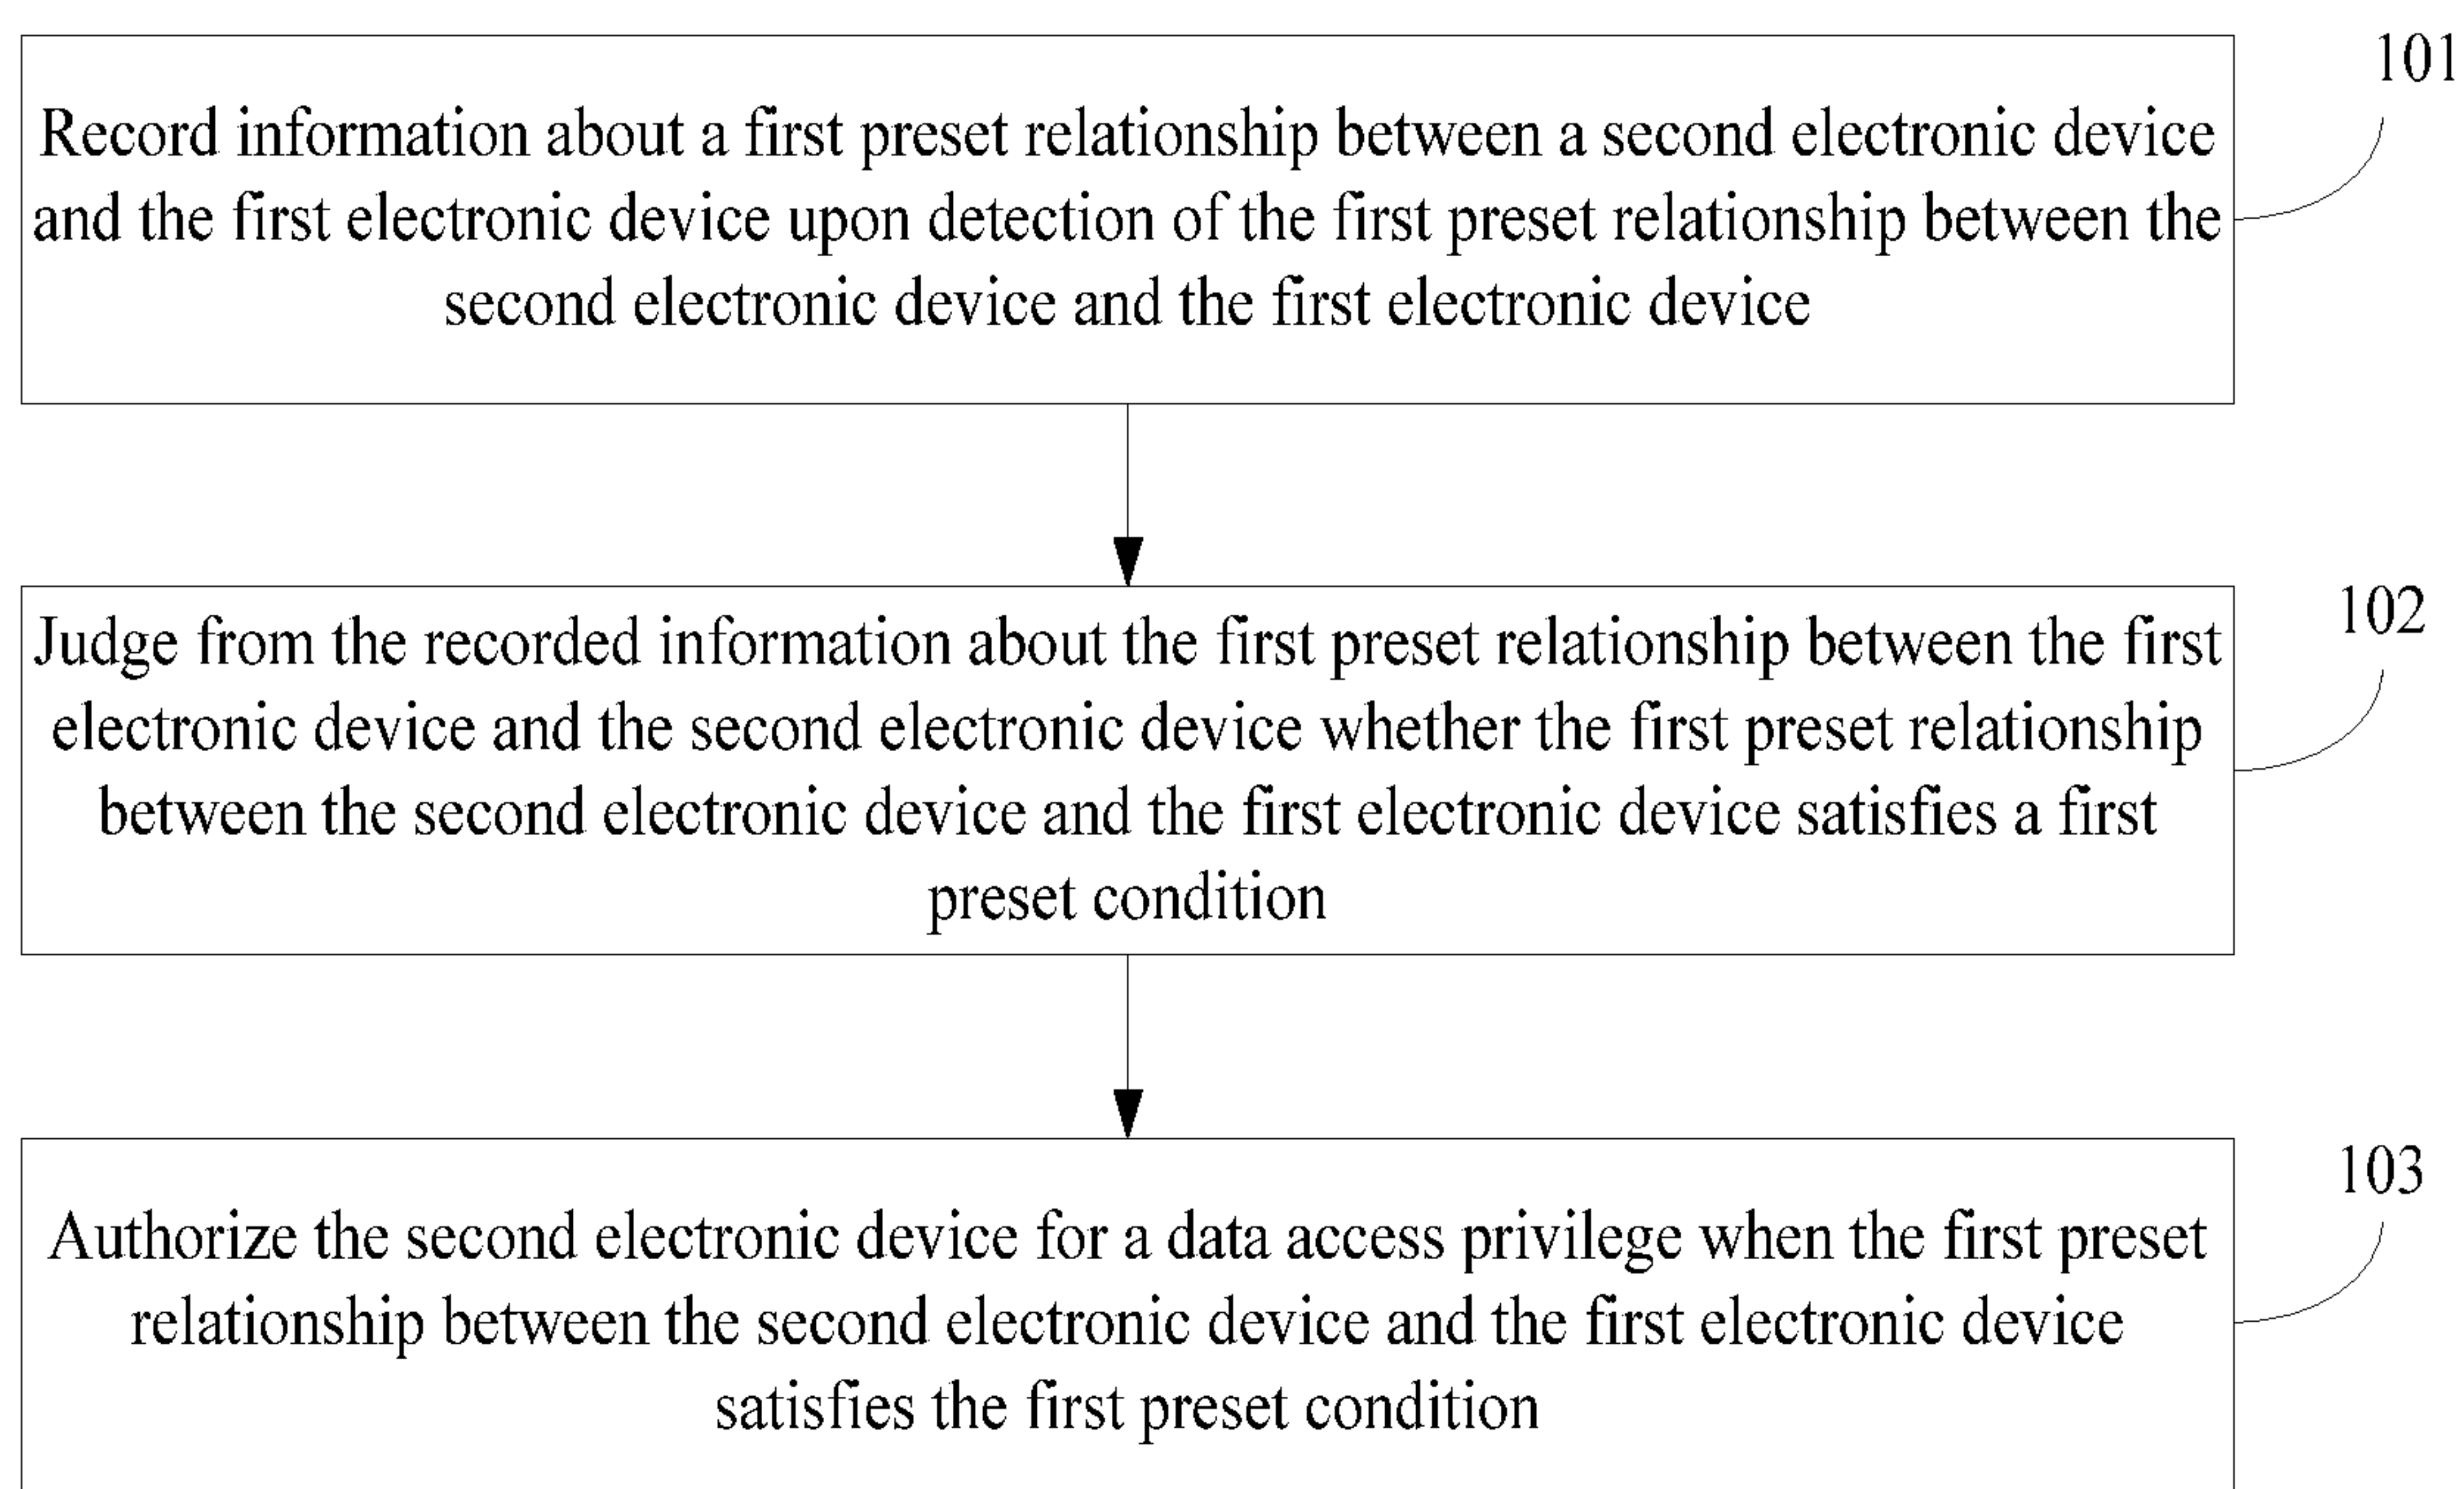 101
Record information about a first preset relationship between a second electronic device
and the first electronic device upon detection of the first preset relationship between the
second electronic device and the first electronic device
102
Judge from the recorded information about the first preset relationship between the first
electronic device and the second electronic device whether the first preset relationship
between the second electronic device and the first electronic device satisfies a first
preset condition
103
Authorize the second electronic device for a data access privilege when the first preset
relationship between the second electronic device and the first electronic device
satisfies the first preset condition